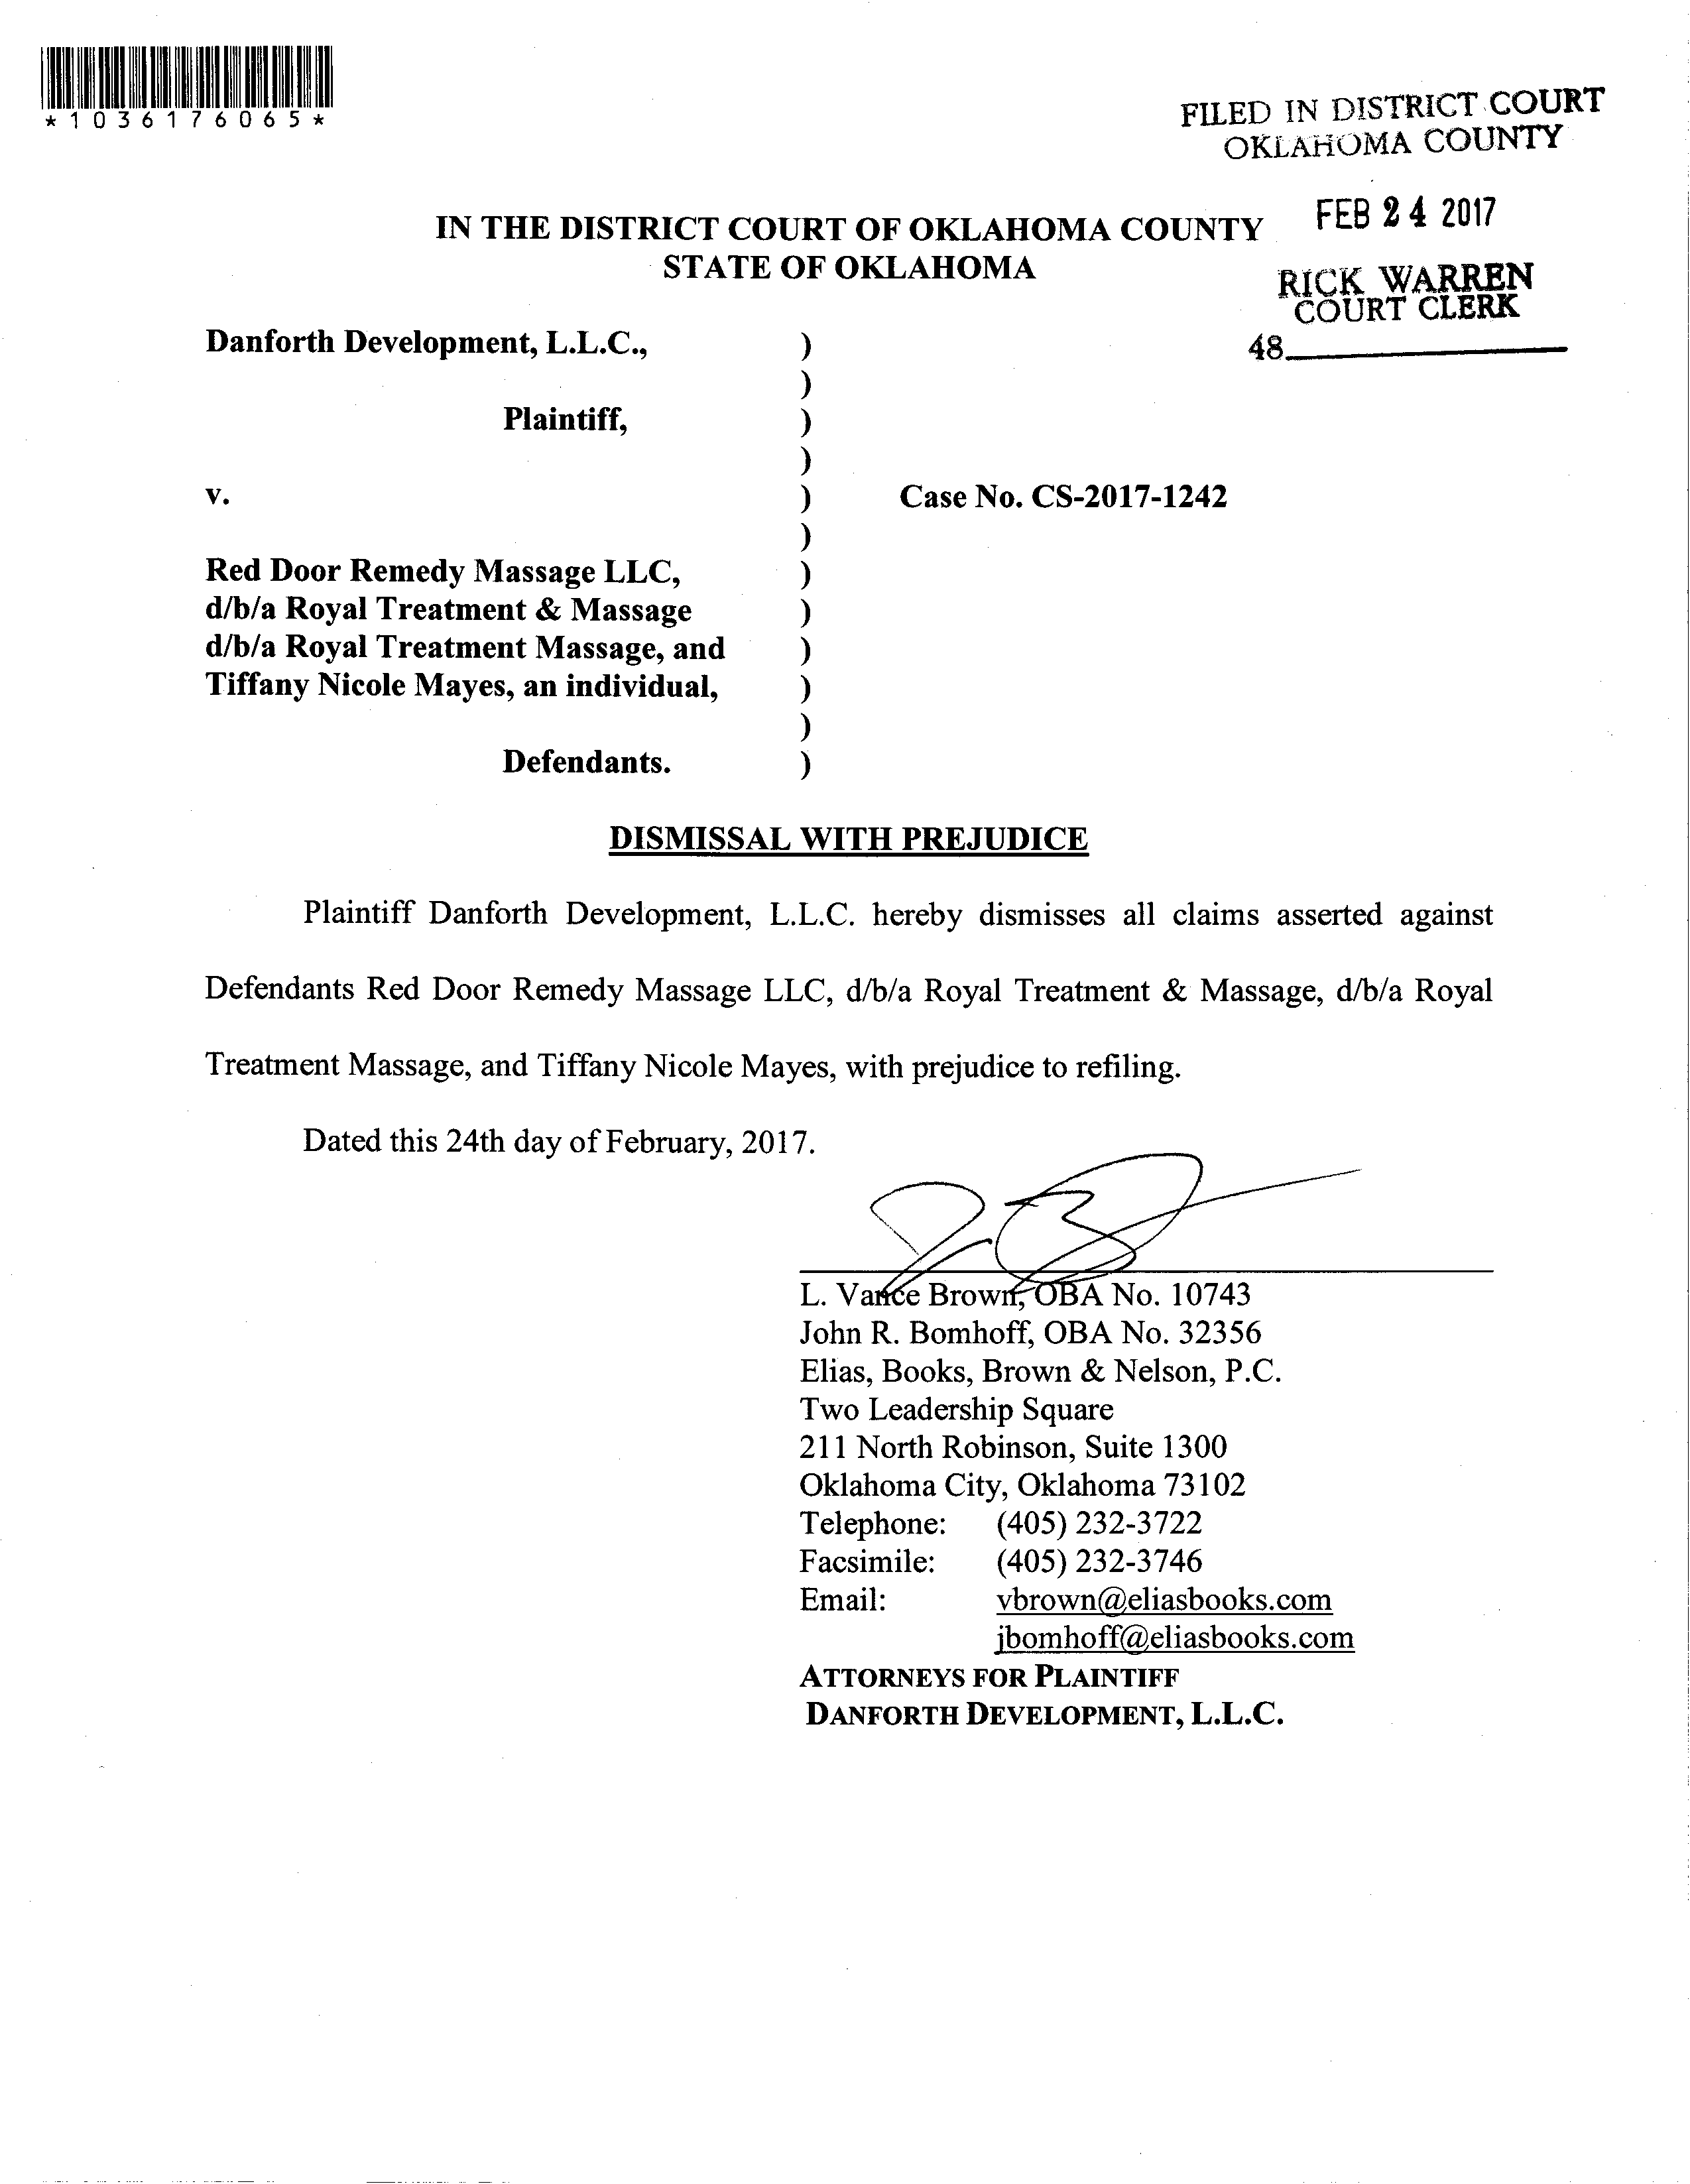 *1036176065*
FILED IN DISTRICT COURT
OKLAHOMA COUNTY
FEB 24 2017
RICK WARREN
COURT CLERK
48
IN THE DISTRICT COURT OF OKLAHOMA COUNTY
STATE OF OKLAHOMA
Danforth Development, L.L.C., )
)
Plaintiff, )
)
v. ) Case No. CS-2017-1242
)
Red Door Remedy Massage LLC, )
d/b/a Royal Treatment & Massage )
d/b/a Royal Treatment Massage, and )
Tiffany Nicole Mayes, an individual, )
)
Defendants. )
DISMISSAL WITH PREJUDICE
Plaintiff Danforth Development, L.L.C. hereby dismisses all claims asserted against
Defendants Red Door Remedy Massage LLC, d/b/a Royal Treatment & Massage, d/b/a Royal
Treatment Massage, and Tiffany Nicole Mayes, with prejudice to refiling.
Dated this 24th day of February, 2017.
L. Vance Brown, OBA No. 10743
John R. Bomhoff, OBA No. 32356
Elias, Books, Brown & Nelson, P.C.
Two Leadership Square
211 North Robinson, Suite 1300
Oklahoma City, Oklahoma 73102
Telephone: (405) 232-3722
Facsimile: (405) 232-3746
Email: vbrown@eliasbooks.com
jbomhoff@eliasbooks.com
ATTORNEYS FOR PLAINTIFF
DANFORTH DEVELOPMENT, L.L.C.